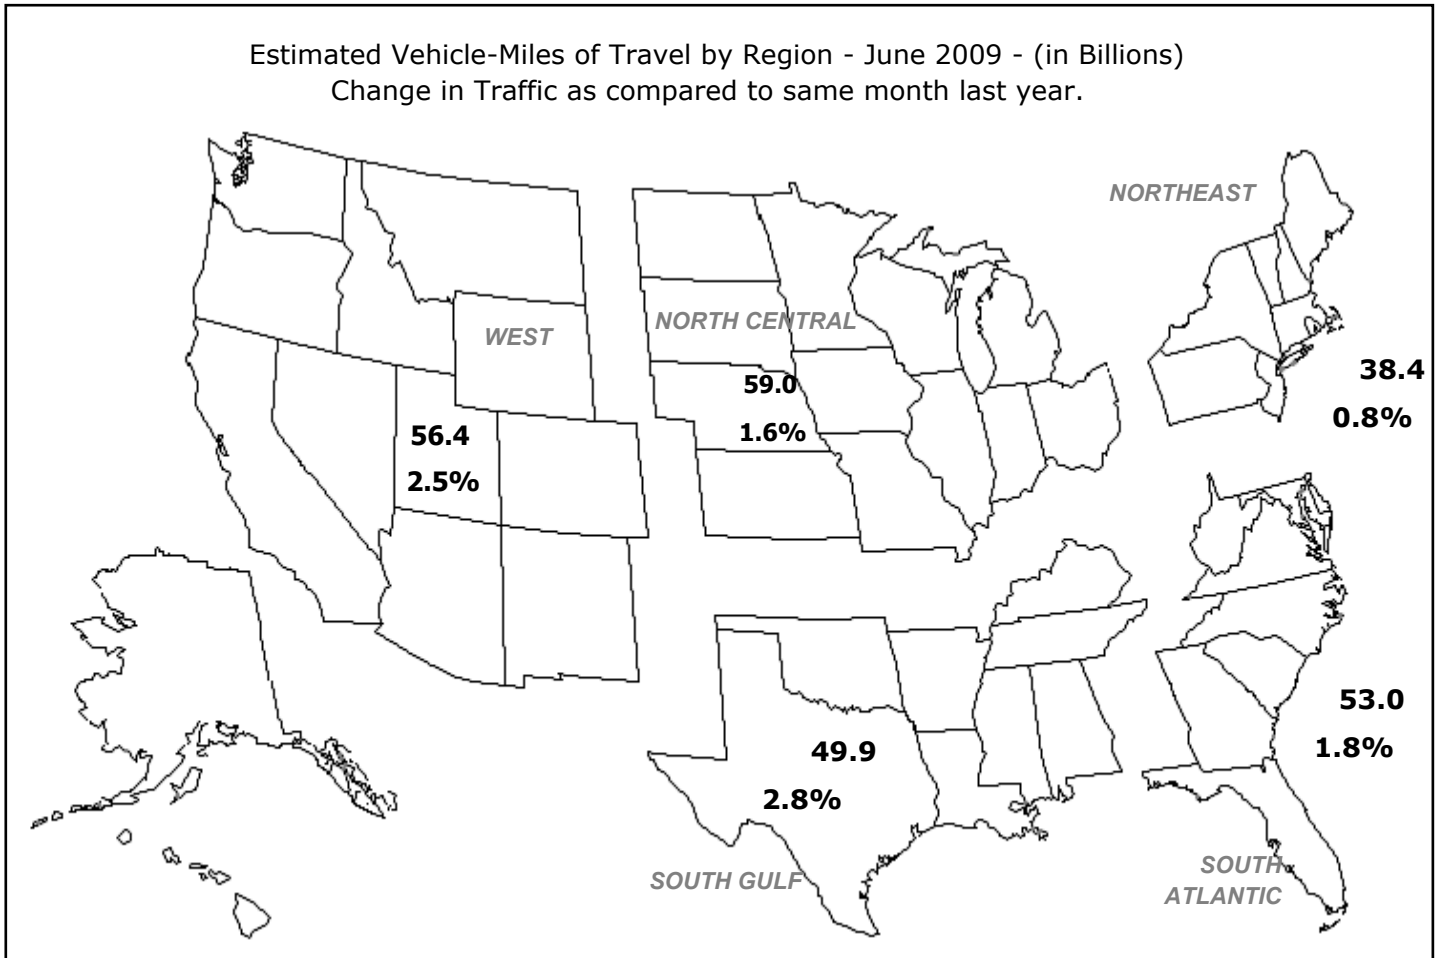 Estimated Vehicle-Miles of Travel by Region - June 2009 - (in Billions)
Change in Traffic as compared to same month last year.
NORTHEAST
WEST
NORTH CENTRAL
38.4
0.8%
59.0
1.6%
56.4
2.5%
53.0
1.8%
49.9
2.8%
SOUTH GULF
SOUTH
ATLANTIC